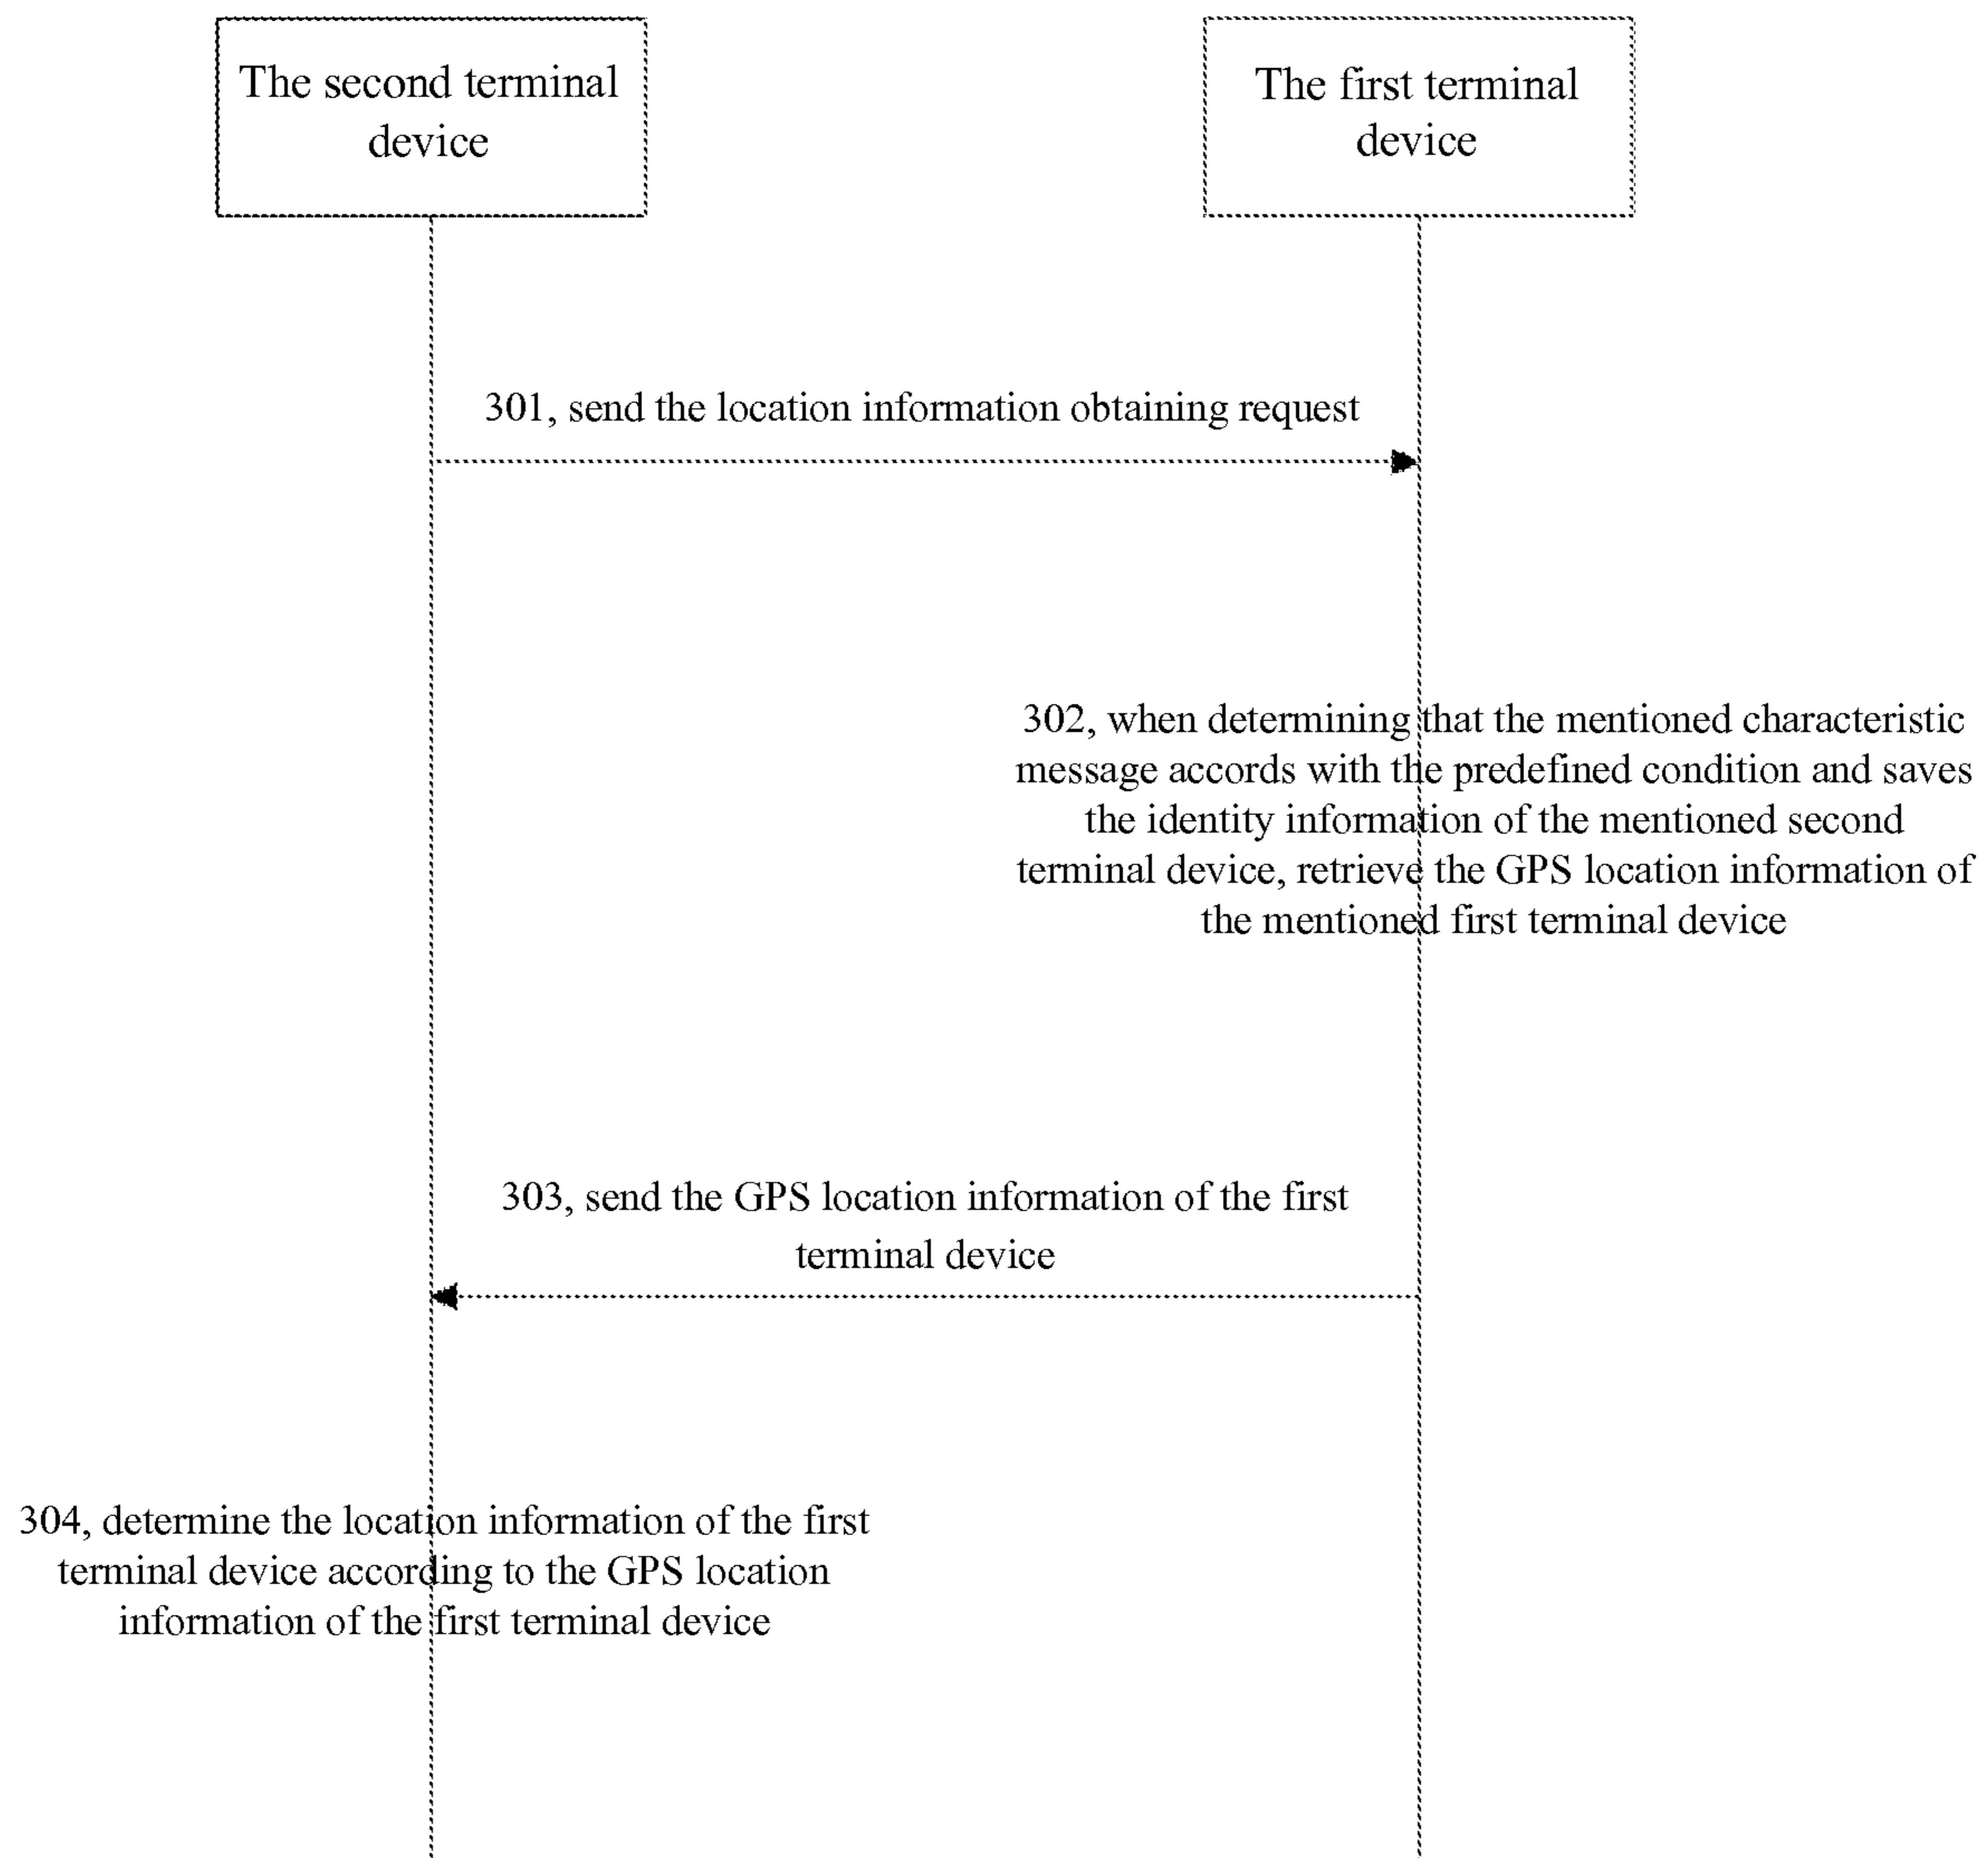 The second terminal
device
The first terminal
device
301, send the location information obtaining request
302, when determining that the mentioned characteristic
message accords with the predefined condition and saves
the identity information of the mentioned second
terminal device, retrieve the GPS location information of
the mentioned first terminal device
303, send the GPS location information of the first
terminal device
304, determine the location information of the first
terminal device according to the GPS location
information of the first terminal device